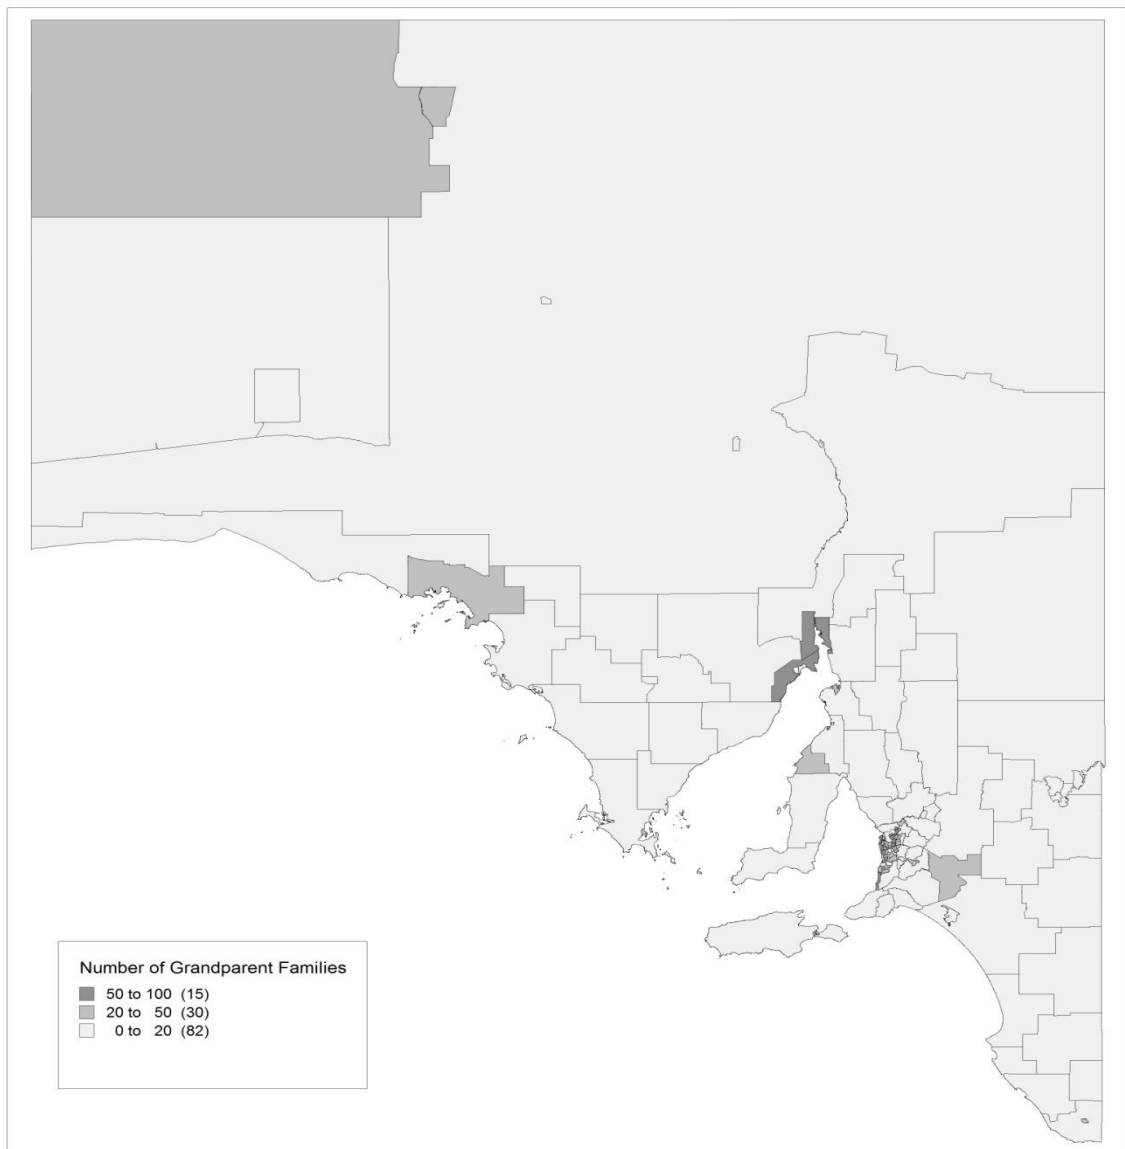 Number of Grandparent Families
50 to 100 (15)
20 to 50 (30)
0 to 20 (82)